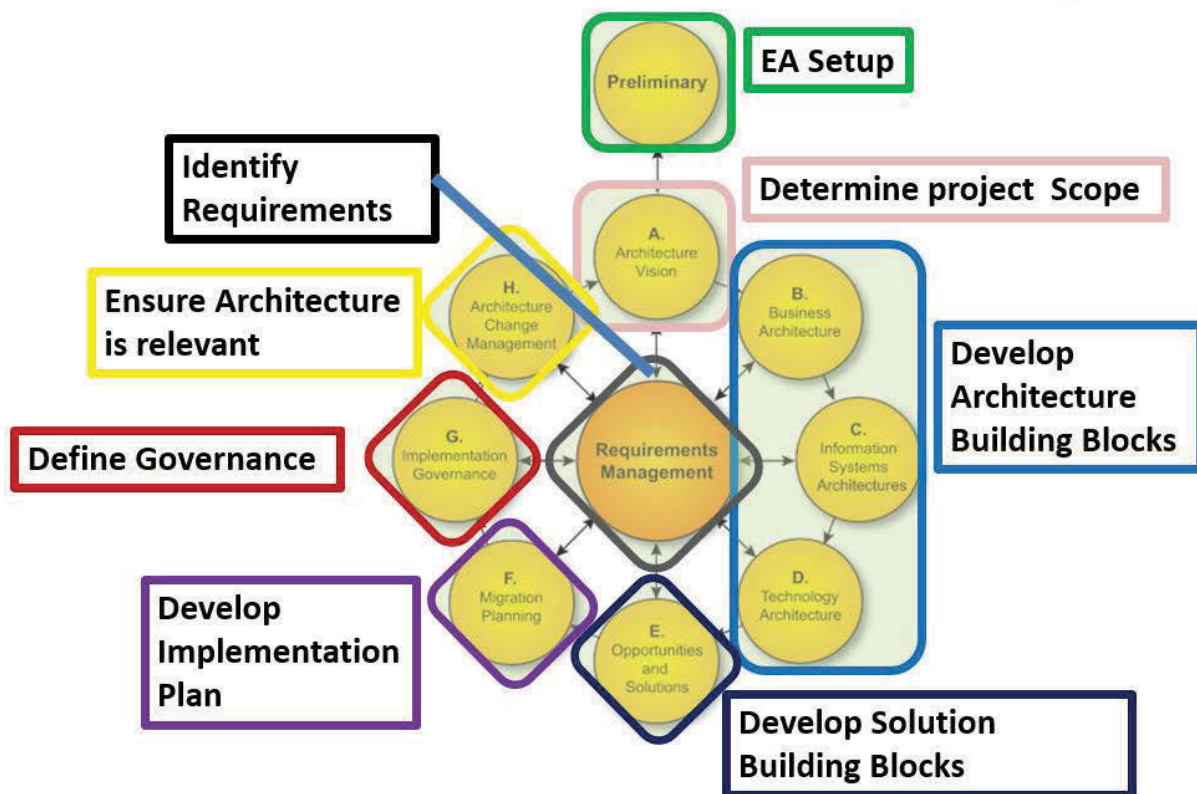 Preliminary
EA Setup
Identify
Requirements
Determine project Scope
A.
Architecture
Vision
Ensure Architecture
is relevant
H.
Architecture
Change
Management
B.
Business
Architecture
Develop
Architecture
Building Blocks
Define Governance
G.
Implementation
Governance
Requirements
Management
C.
Information
Systems
Architectures
Develop
Implementation
Plan
F.
Migration
Planning
D.
Technology
Architecture
E.
Opportunities
and
Solutions
Develop Solution
Building Blocks